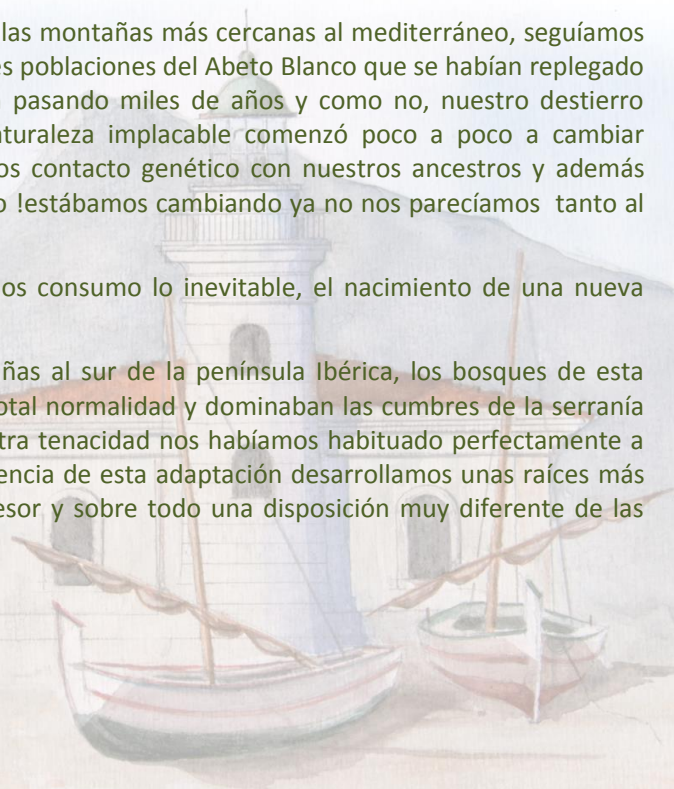 las montañas más cercanas al mediterráneo, seguíamos
es poblaciones del Abeto Blanco que se habían replegado
pasando miles de años y como no, nuestro destierro
aturaleza implacable comenzó poco a poco a cambiar
os contacto genético con nuestros ancestros y además
o !estábamos cambiando ya no nos parecíamos tanto al
os consumo lo inevitable, el nacimiento de una nueva
ñas al sur de la península Ibérica, los bosques de esta
otal normalidad y dominaban las cumbres de la serranía
tra tenacidad nos habíamos habituado perfectamente a
encia de esta adaptación desarrollamos unas raíces más
esor y sobre todo una disposición muy diferente de las